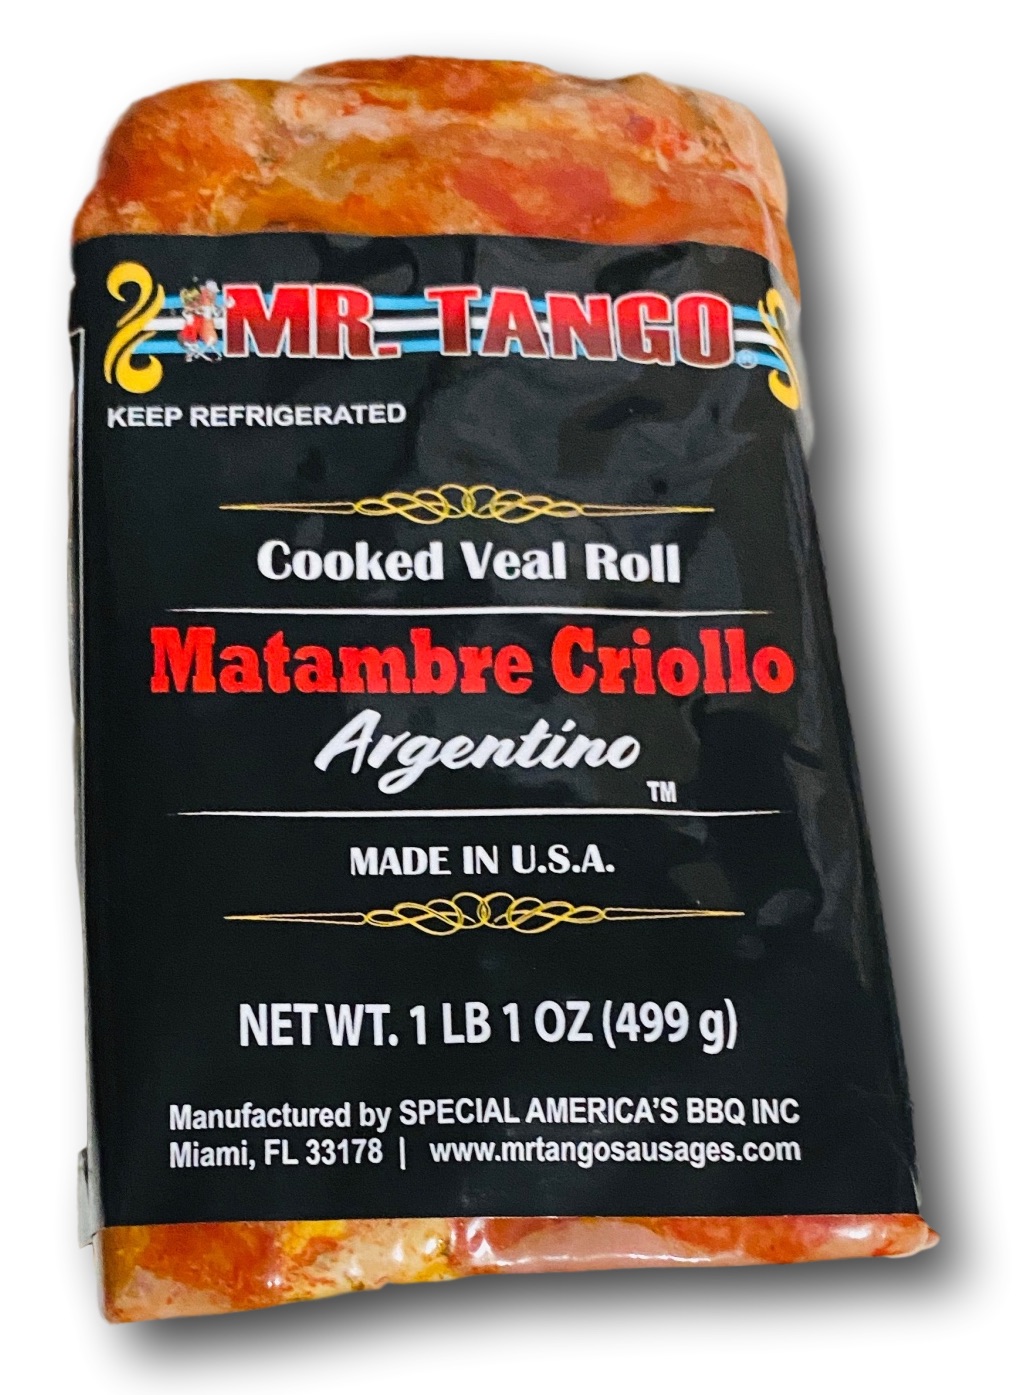 MR. TANGO®
KEEP REFRIGERATED
Cooked Veal Roll
Matambre Criollo
Argentino
TM
MADE IN U.S.A.
NET WT. 1 LB 1 OZ (499 g)
Manufactured by SPECIAL AMERICA'S BBQ INC
Miami, FL 33178 | www.mrtangosausages.com